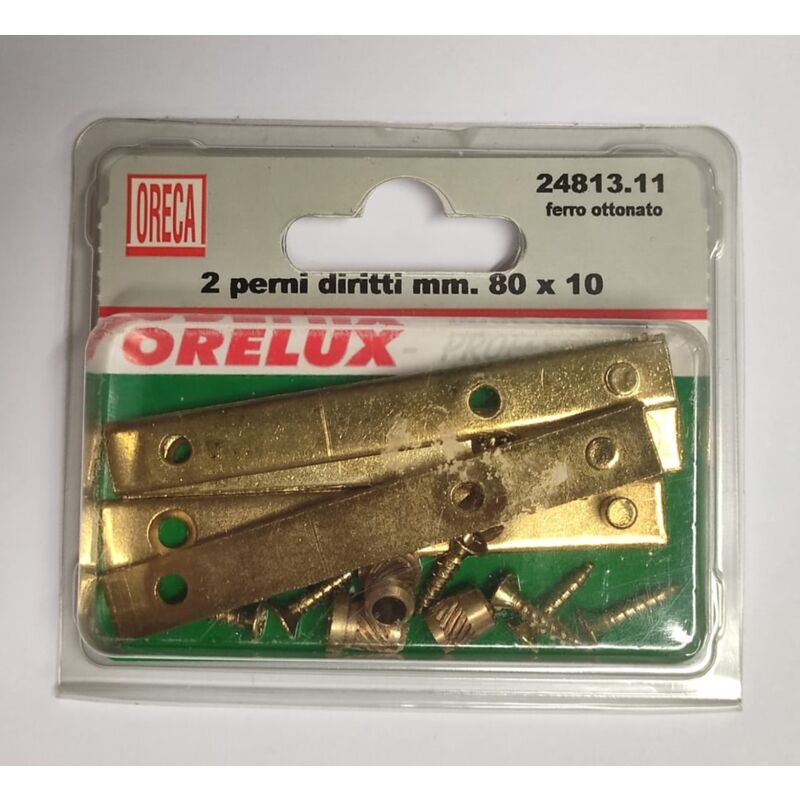 ORECA
24813.11
ferro ottonato
2 perni diritti mm. 80 x 10
ORELUX